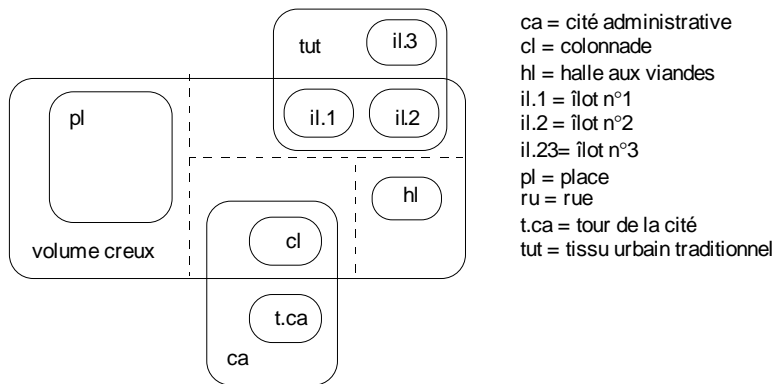 tut
il.3
pl
il.1
il.2
hl
cl
volume creux
t.ca
ca
ca = cité administrative
cl = colonnade
hl = halle aux viandes
il.1 = îlot n°1
il.2 = îlot n°2
il.23= îlot n°3
pl = place
ru = rue
t.ca = tour de la cité
tut = tissu urbain traditionnel